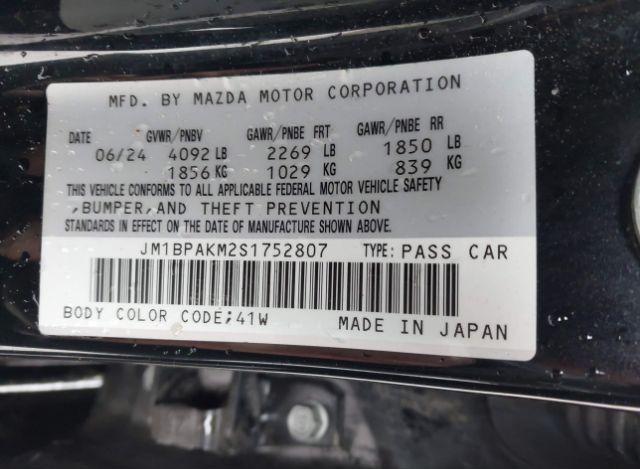 MFD. BY MAZDA MOTOR CORPORATION
DATE GVWR/PNBV GAWR/PNBE FRT GAWR/PNBE RR
06/24 4092 LB 2269 LB 1850 LB
1856 KG 1029 KG 839 KG
THIS VEHICLE CONFORMS TO ALL APPLICABLE FEDERAL MOTOR VEHICLE SAFETY
,BUMPER,AND THEFT PREVENTION
STANDARDS IN EFFECT ON THE DATE OF MANUFACTURE SHOWN ABOVE.
JM1BPAKM2S1752807 TYPE: PASS CAR
BODY COLOR CODE;41W MADE IN JAPAN